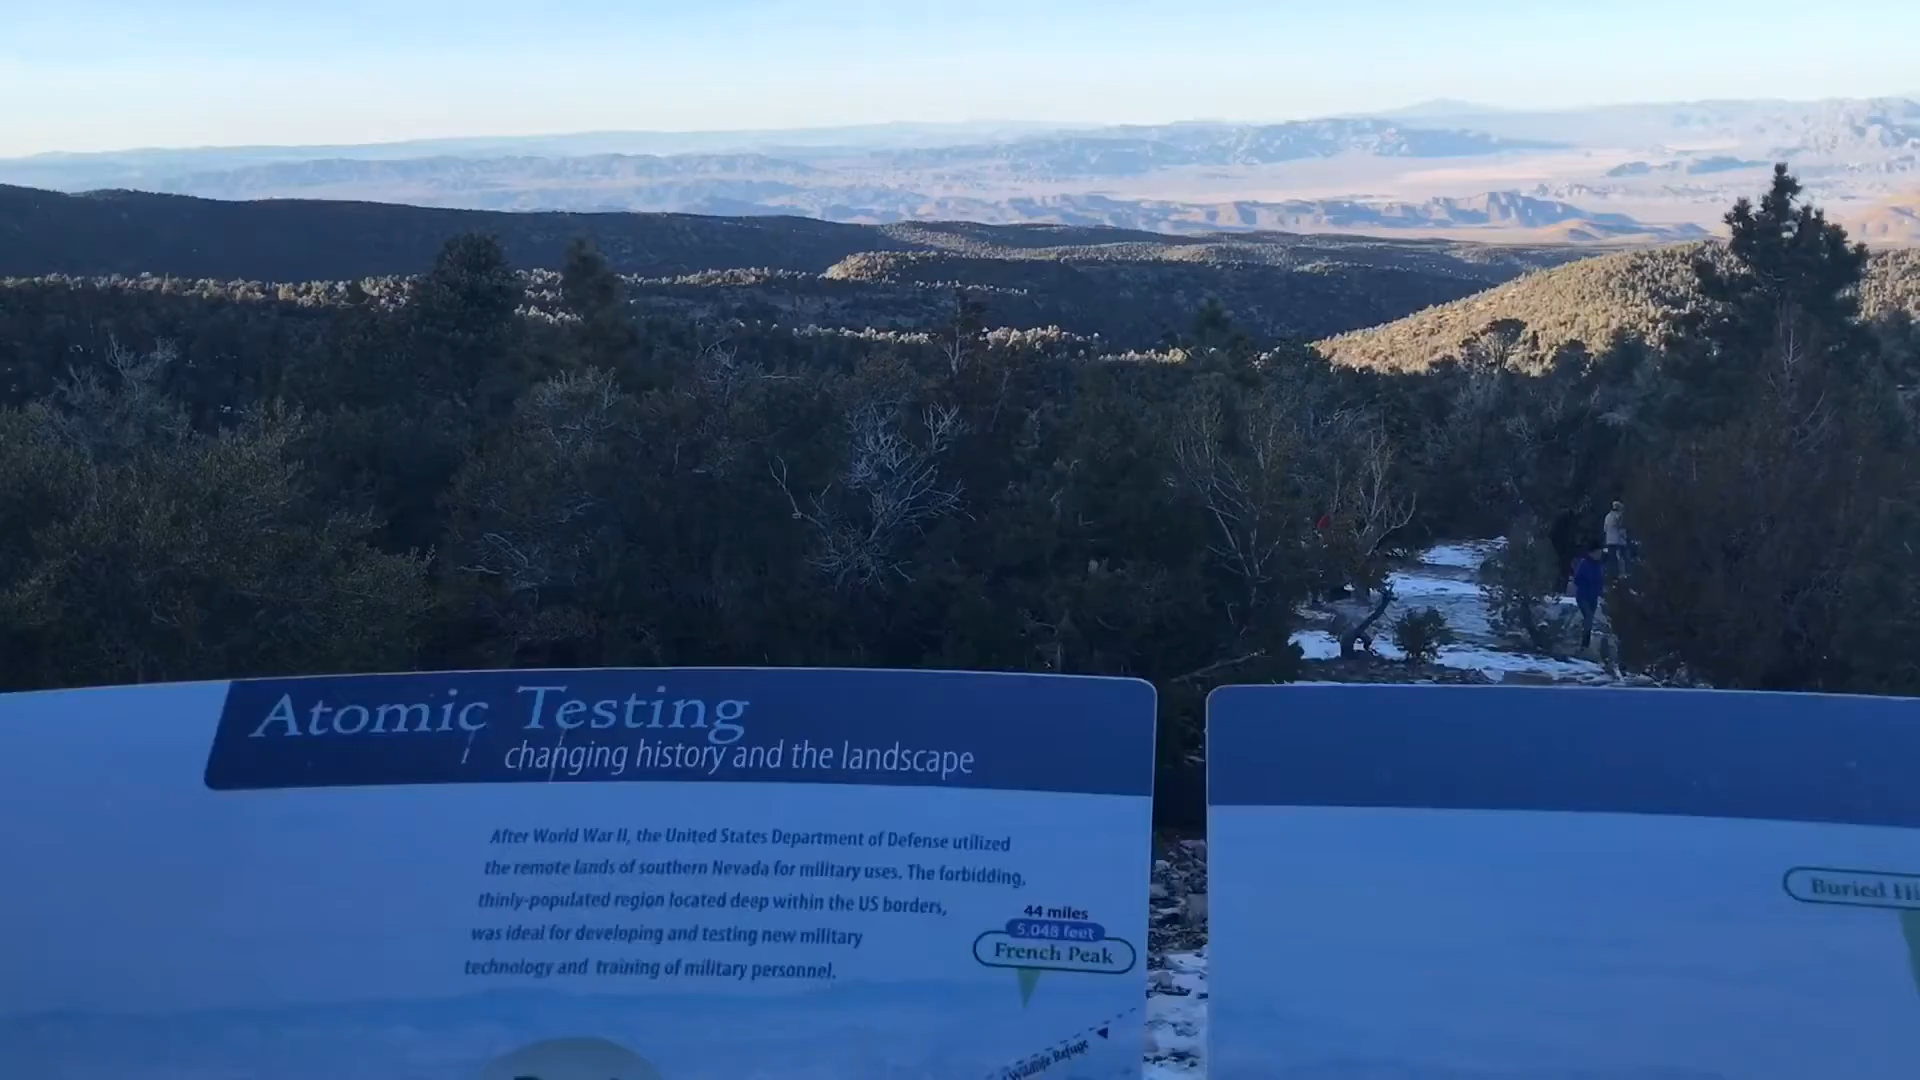 Atomic Testing
changing history and the landscape
After World War II, the United States Department of Defense utilized
the remote lands of southern Nevada for military uses. The forbidding,
thinly-populated region located deep within the US borders,
was ideal for developing and testing new military
technology and training of military personnel.
44 miles
5,048 feet
French Peak
Wildlife Refuge
Buried